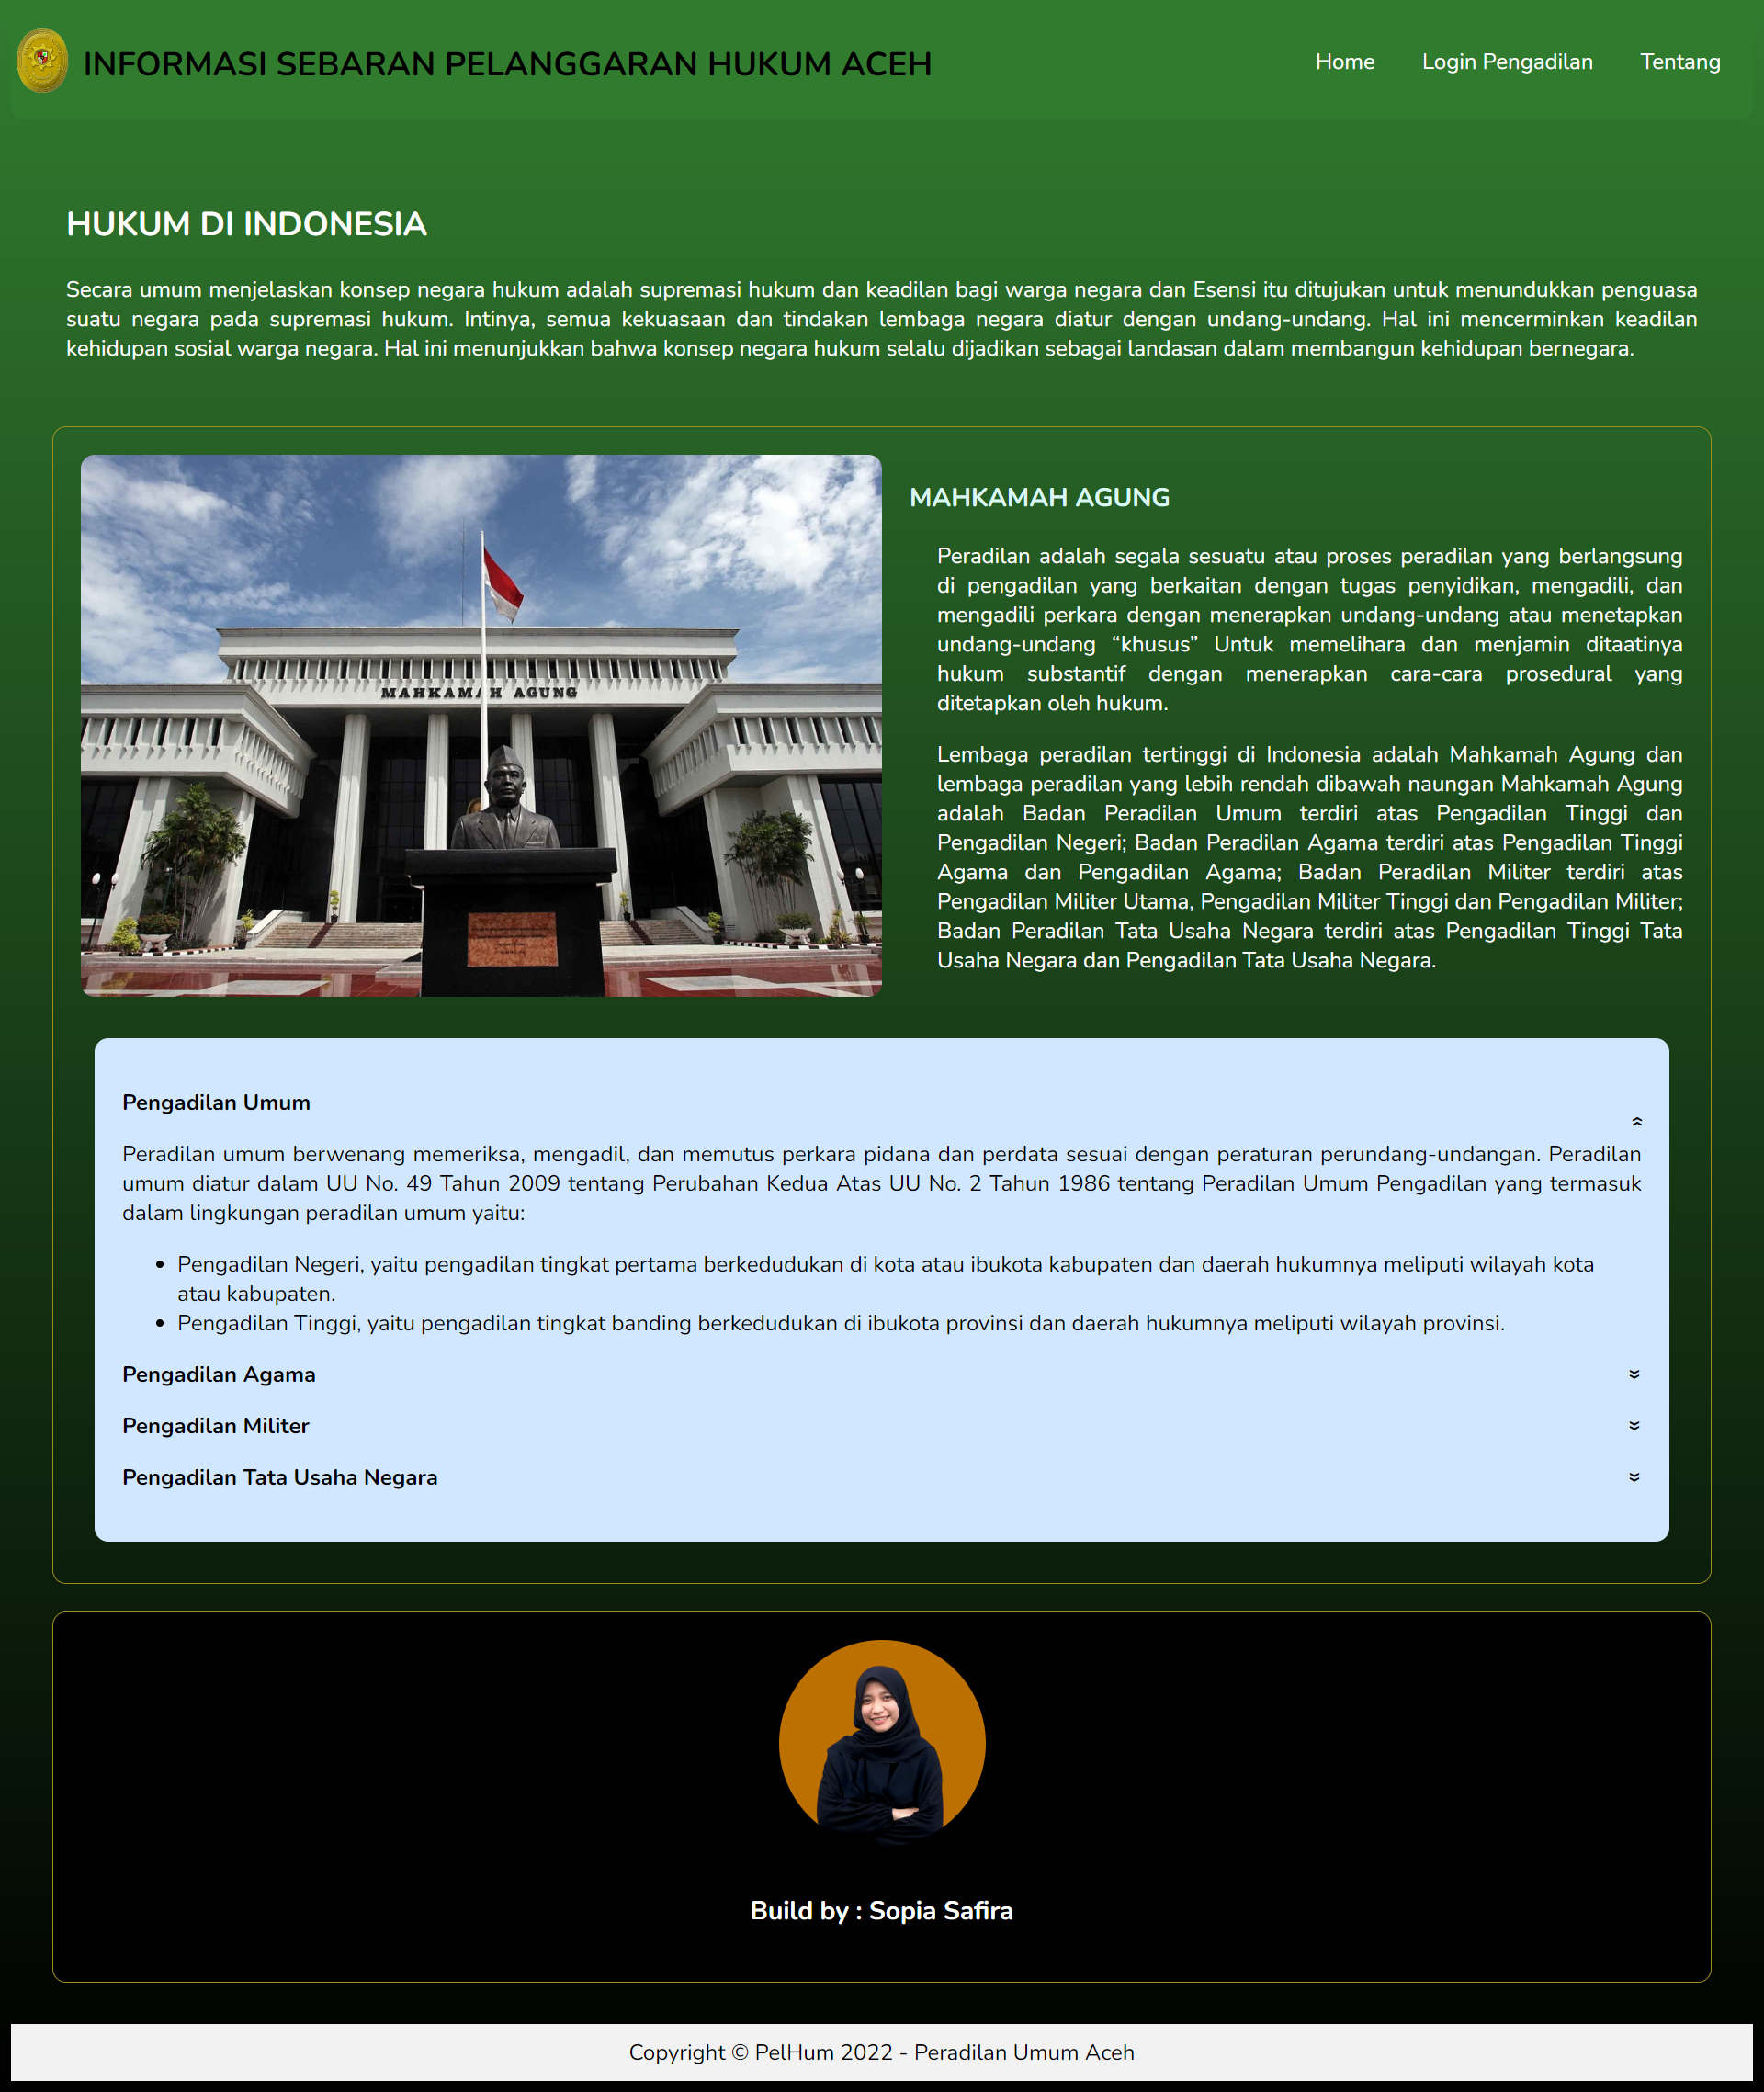 INFORMASI SEBARAN PELANGGARAN HUKUM ACEH
Home
Login Pengadilan
Tentang
HUKUM DI INDONESIA
Secara umum menjelaskan konsep negara hukum adalah supremasi hukum dan keadilan bagi warga negara dan Esensi itu ditujukan untuk menundukkan penguasa
suatu negara pada supremasi hukum. Intinya, semua kekuasaan dan tindakan lembaga negara diatur dengan undang-undang. Hal ini mencerminkan keadilan
kehidupan sosial warga negara. Hal ini menunjukkan bahwa konsep negara hukum selalu dijadikan sebagai landasan dalam membangun kehidupan bernegara.
MAHKAMAH AGUNG
MAHKAMAH AGUNG
Peradilan adalah segala sesuatu atau proses peradilan yang berlangsung
di pengadilan yang berkaitan dengan tugas penyidikan, mengadili, dan
mengadili perkara dengan menerapkan undang-undang atau menetapkan
undang-undang “khusus” Untuk memelihara dan menjamin ditaatinya
hukum substantif dengan menerapkan cara-cara prosedural yang
ditetapkan oleh hukum.
Lembaga peradilan tertinggi di Indonesia adalah Mahkamah Agung dan
lembaga peradilan yang lebih rendah dibawah naungan Mahkamah Agung
adalah Badan Peradilan Umum terdiri atas Pengadilan Tinggi dan
Pengadilan Negeri; Badan Peradilan Agama terdiri atas Pengadilan Tinggi
Agama dan Pengadilan Agama; Badan Peradilan Militer terdiri atas
Pengadilan Militer Utama, Pengadilan Militer Tinggi dan Pengadilan Militer;
Badan Peradilan Tata Usaha Negara terdiri atas Pengadilan Tinggi Tata
Usaha Negara dan Pengadilan Tata Usaha Negara.
Pengadilan Umum
Peradilan umum berwenang memeriksa, mengadil, dan memutus perkara pidana dan perdata sesuai dengan peraturan perundang-undangan. Peradilan
umum diatur dalam UU No. 49 Tahun 2009 tentang Perubahan Kedua Atas UU No. 2 Tahun 1986 tentang Peradilan Umum Pengadilan yang termasuk
dalam lingkungan peradilan umum yaitu:
• Pengadilan Negeri, yaitu pengadilan tingkat pertama berkedudukan di kota atau ibukota kabupaten dan daerah hukumnya meliputi wilayah kota
atau kabupaten.
• Pengadilan Tinggi, yaitu pengadilan tingkat banding berkedudukan di ibukota provinsi dan daerah hukumnya meliputi wilayah provinsi.
Pengadilan Agama
Pengadilan Militer
Pengadilan Tata Usaha Negara
Build by : Sopia Safira
Copyright © PelHum 2022 - Peradilan Umum Aceh